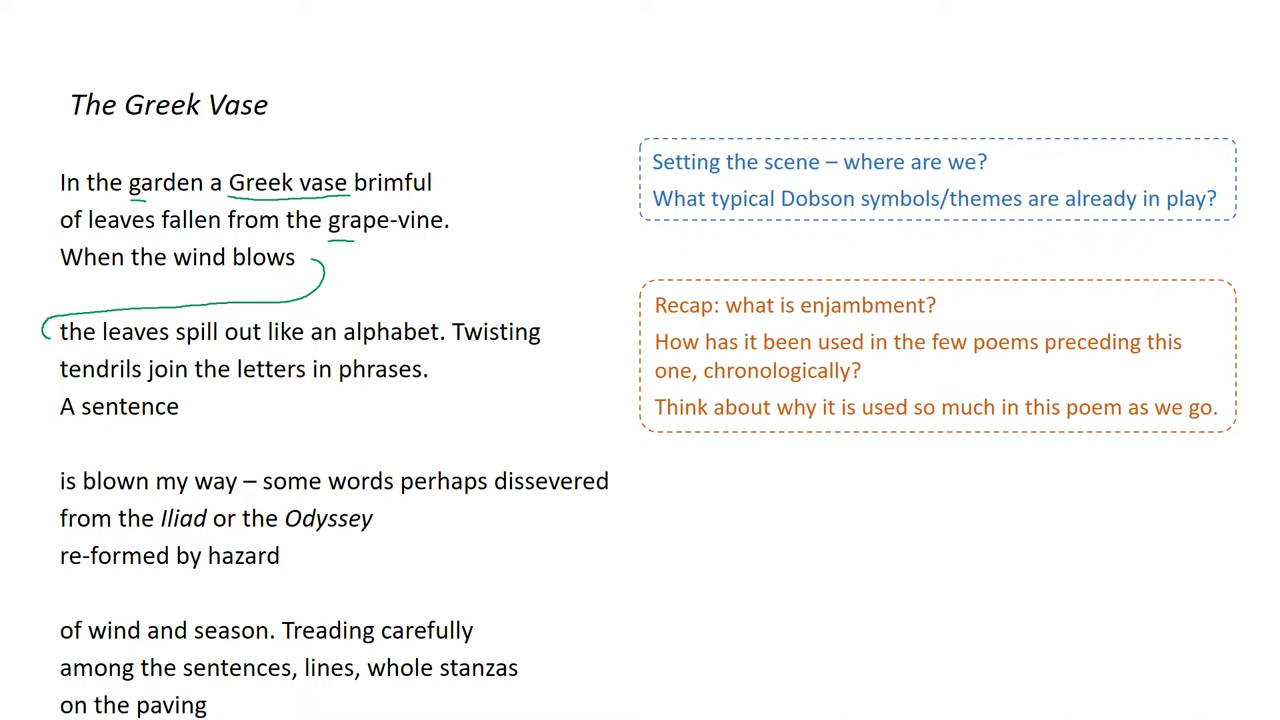 The Greek Vase
In the garden a Greek vase brimful
of leaves fallen from the grape-vine.
When the wind blows
the leaves spill out like an alphabet. Twisting
tendrils join the letters in phrases.
A sentence
is blown my way – some words perhaps dissevered
from the Iliad or the Odyssey
re-formed by hazard
of wind and season. Treading carefully
among the sentences, lines, whole stanzas
on the paving
Setting the scene – where are we?
What typical Dobson symbols/themes are already in play?
Recap: what is enjambment?
How has it been used in the few poems preceding this
one, chronologically?
Think about why it is used so much in this poem as we go.